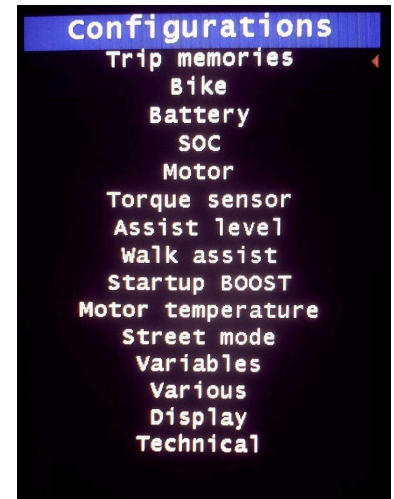 Configurations
Trip memories
Bike
Battery
SOC
Motor
Torque sensor
Assist level
Walk assist
Startup BOOST
Motor temperature
Street mode
Variables
Various
Display
Technical